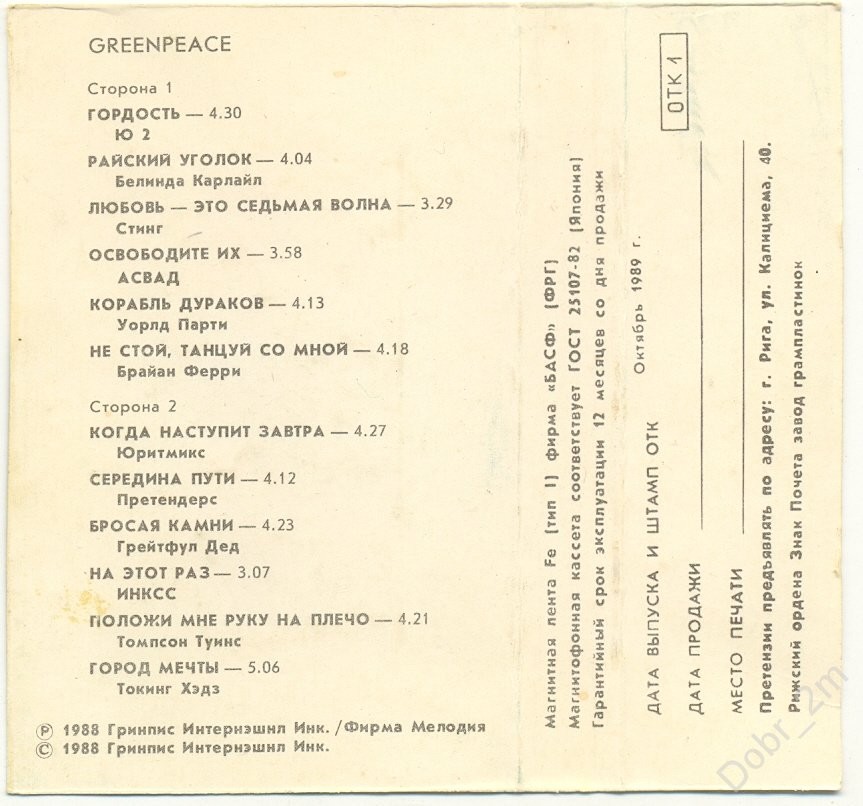 GREENPEACE
Сторона 1
ГОРДОСТЬ — 4.30
Ю 2
РАЙСКИЙ УГОЛОК — 4.04
Белинда Карлайл
ЛЮБОВЬ — ЭТО СЕДЬМАЯ ВОЛНА — 3.29
Стинг
ОСВОБОДИТЕ ИХ — 3.58
АСВАД
КОРАБЛЬ ДУРАКОВ — 4.13
Уорлд Парти
НЕ СТОЙ, ТАНЦУЙ СО МНОЙ — 4.18
Брайан Ферри
Сторона 2
КОГДА НАСТУПИТ ЗАВТРА — 4.27
Юритмикс
СЕРЕДИНА ПУТИ — 4.12
Претендерс
БРОСАЯ КАМНИ — 4.23
Грейтфул Дед
НА ЭТОТ РАЗ — 3.07
ИНКСС
ПОЛОЖИ МНЕ РУКУ НА ПЛЕЧО — 4.21
Томпсон Туинс
ГОРОД МЕЧТЫ — 5.06
Токинг Хэдз
Ⓟ 1988 Гринпис Интернэшнл Инк. /Фирма Мелодия
© 1988 Гринпис Интернэшнл Инк.
Магнитная лента Fe [тип I] фирма «БАСФ» [ФРГ]
Магнитофонная кассета соответствует ГОСТ 25107-82 [Япония]
Гарантийный срок эксплуатации 12 месяцев со дня продажи
Октябрь 1989 г.
ДАТА ВЫПУСКА И ШТАМП ОТК
ОТК 1
ДАТА ПРОДАЖИ
МЕСТО ПЕЧАТИ
Претензии предъявлять по адресу: г. Рига, ул. Калнциема, 40.
Рижский ордена Знак Почета завод грампластинок
Dobr_2m